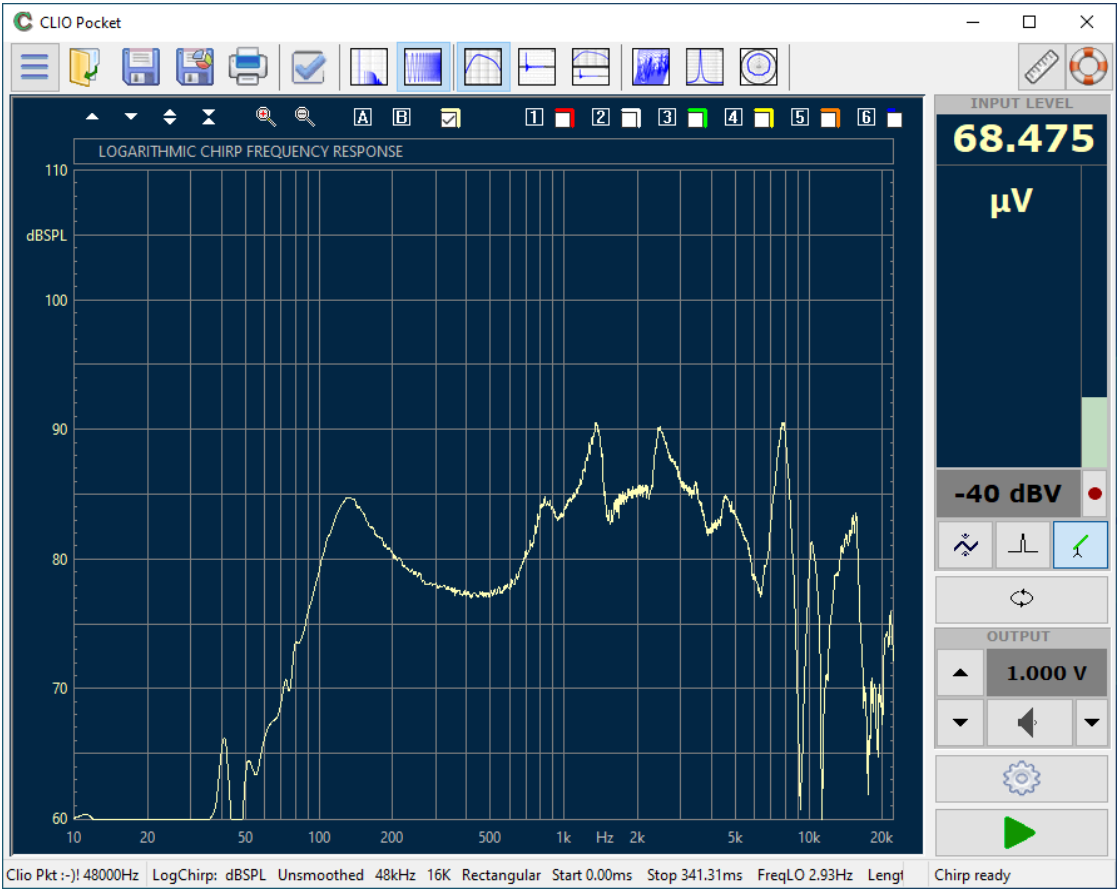 CLIO Pocket
A B 1 2 3 4 5 6
INPUT LEVEL
68.475
µV
LOGARITHMIC CHIRP FREQUENCY RESPONSE
110
dBSPL
100
90
80
70
60
10 20 50 100 200 500 1k Hz 2k 5k 10k 20k
-40 dBV
OUTPUT
1.000 V
Clio Pkt :-)! 48000Hz LogChirp: dBSPL Unsmoothed 48kHz 16K Rectangular Start 0.00ms Stop 341.31ms FreqLO 2.93Hz Lengt Chirp ready